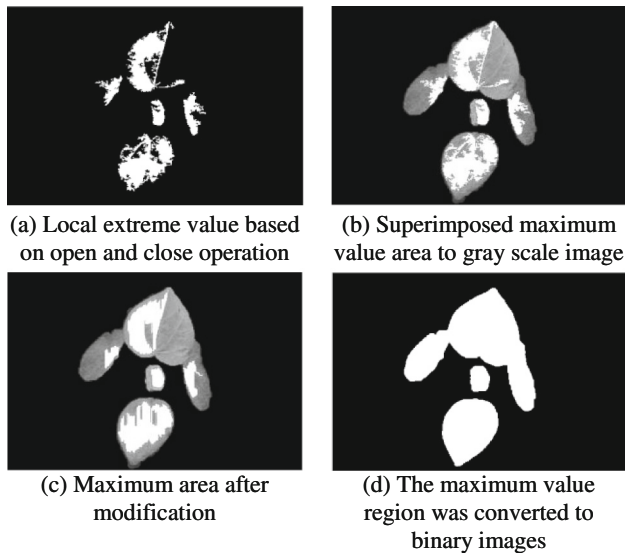 (a) Local extreme value based
on open and close operation
(b) Superimposed maximum
value area to gray scale image
(c) Maximum area after
modification
(d) The maximum value
region was converted to
binary images